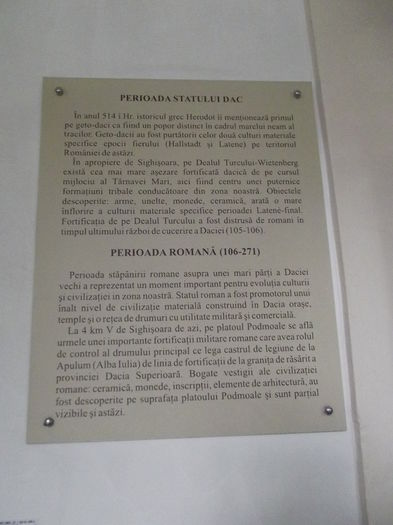 PERIOADA STATULUI DAC
În anul 514 î Hr. istoricul grec Herodot îi menționează primul
pe geto-daci ca fiind un popor distinct în cadrul marelui neam al
tracilor. Geto-dacii au fost purtătorii celor două culturi materiale
specifice epocii fierului (Hallstadt și Latene) pe teritoriul
României de astăzi.
În apropiere de Sighișoara, pe Dealul Turcului-Wietenberg
există cea mai mare așezare fortificată dacică de pe cursul
mijlociu al Târnavei Mari, aici fiind centrul unei puternice
formațiuni tribale conducătoare din zona noastră. Obiectele
descoperite: arme, unelte, monede, ceramică, arată o mare
înflorire a culturii materiale specifice perioadei Latené-final.
Fortificația de pe Dealul Turcului a fost distrusă de romani în
timpul ultimului război de cucerire a Daciei (105-106).
PERIOADA ROMANĂ (106-271)
Perioada stăpânirii romane asupra unei mari părți a Daciei
vechi a reprezentat un moment important pentru evoluția culturii
și civilizației in zona noastră. Statul roman a fost promotorul unui
înalt nivel de civilizație materială construind în Dacia orașe,
temple și o rețea de drumuri cu utilitate militară și comercială.
La 4 km V de Sighișoara de azi, pe platoul Podmoale se află
urmele unei importante fortificații militare romane care avea rolul
de control al drumului principal ce lega castrul de legiune de la
Apulum (Alba Iulia) de linia de fortificații de la granița de răsărit a
provinciei Dacia Superioară. Bogate vestigii ale civilizației
romane: ceramică, monede, inscripții, elemente de arhitectură, au
fost descoperite pe suprafața platoului Podmoale și sunt parțial
vizibile și astăzi.